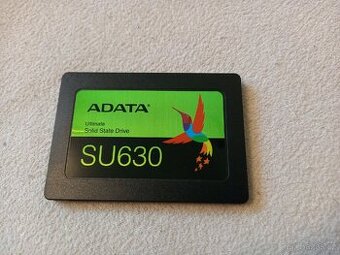 ADATA
Ultimate
Solid State Drive
SU630